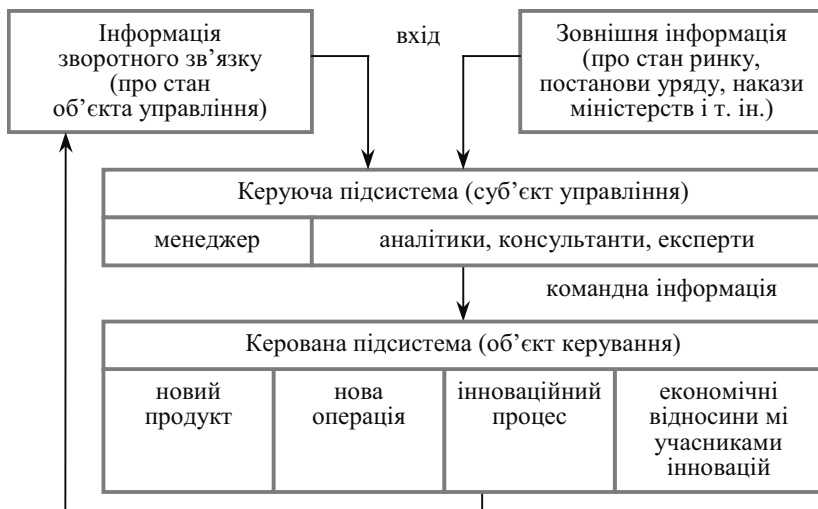 Інформація
зворотного зв’язку
(про стан
об’єкта управління)
вхід
Зовнішня інформація
(про стан ринку,
постанови уряду, накази
міністерств і т. ін.)
Керуюча підсистема (суб’єкт управління)
менеджер
аналітики, консультанти, експерти
командна інформація
Керована підсистема (об’єкт керування)
новий
продукт
нова
операція
інноваційний
процес
економічні
відносини мі
учасниками
інновацій